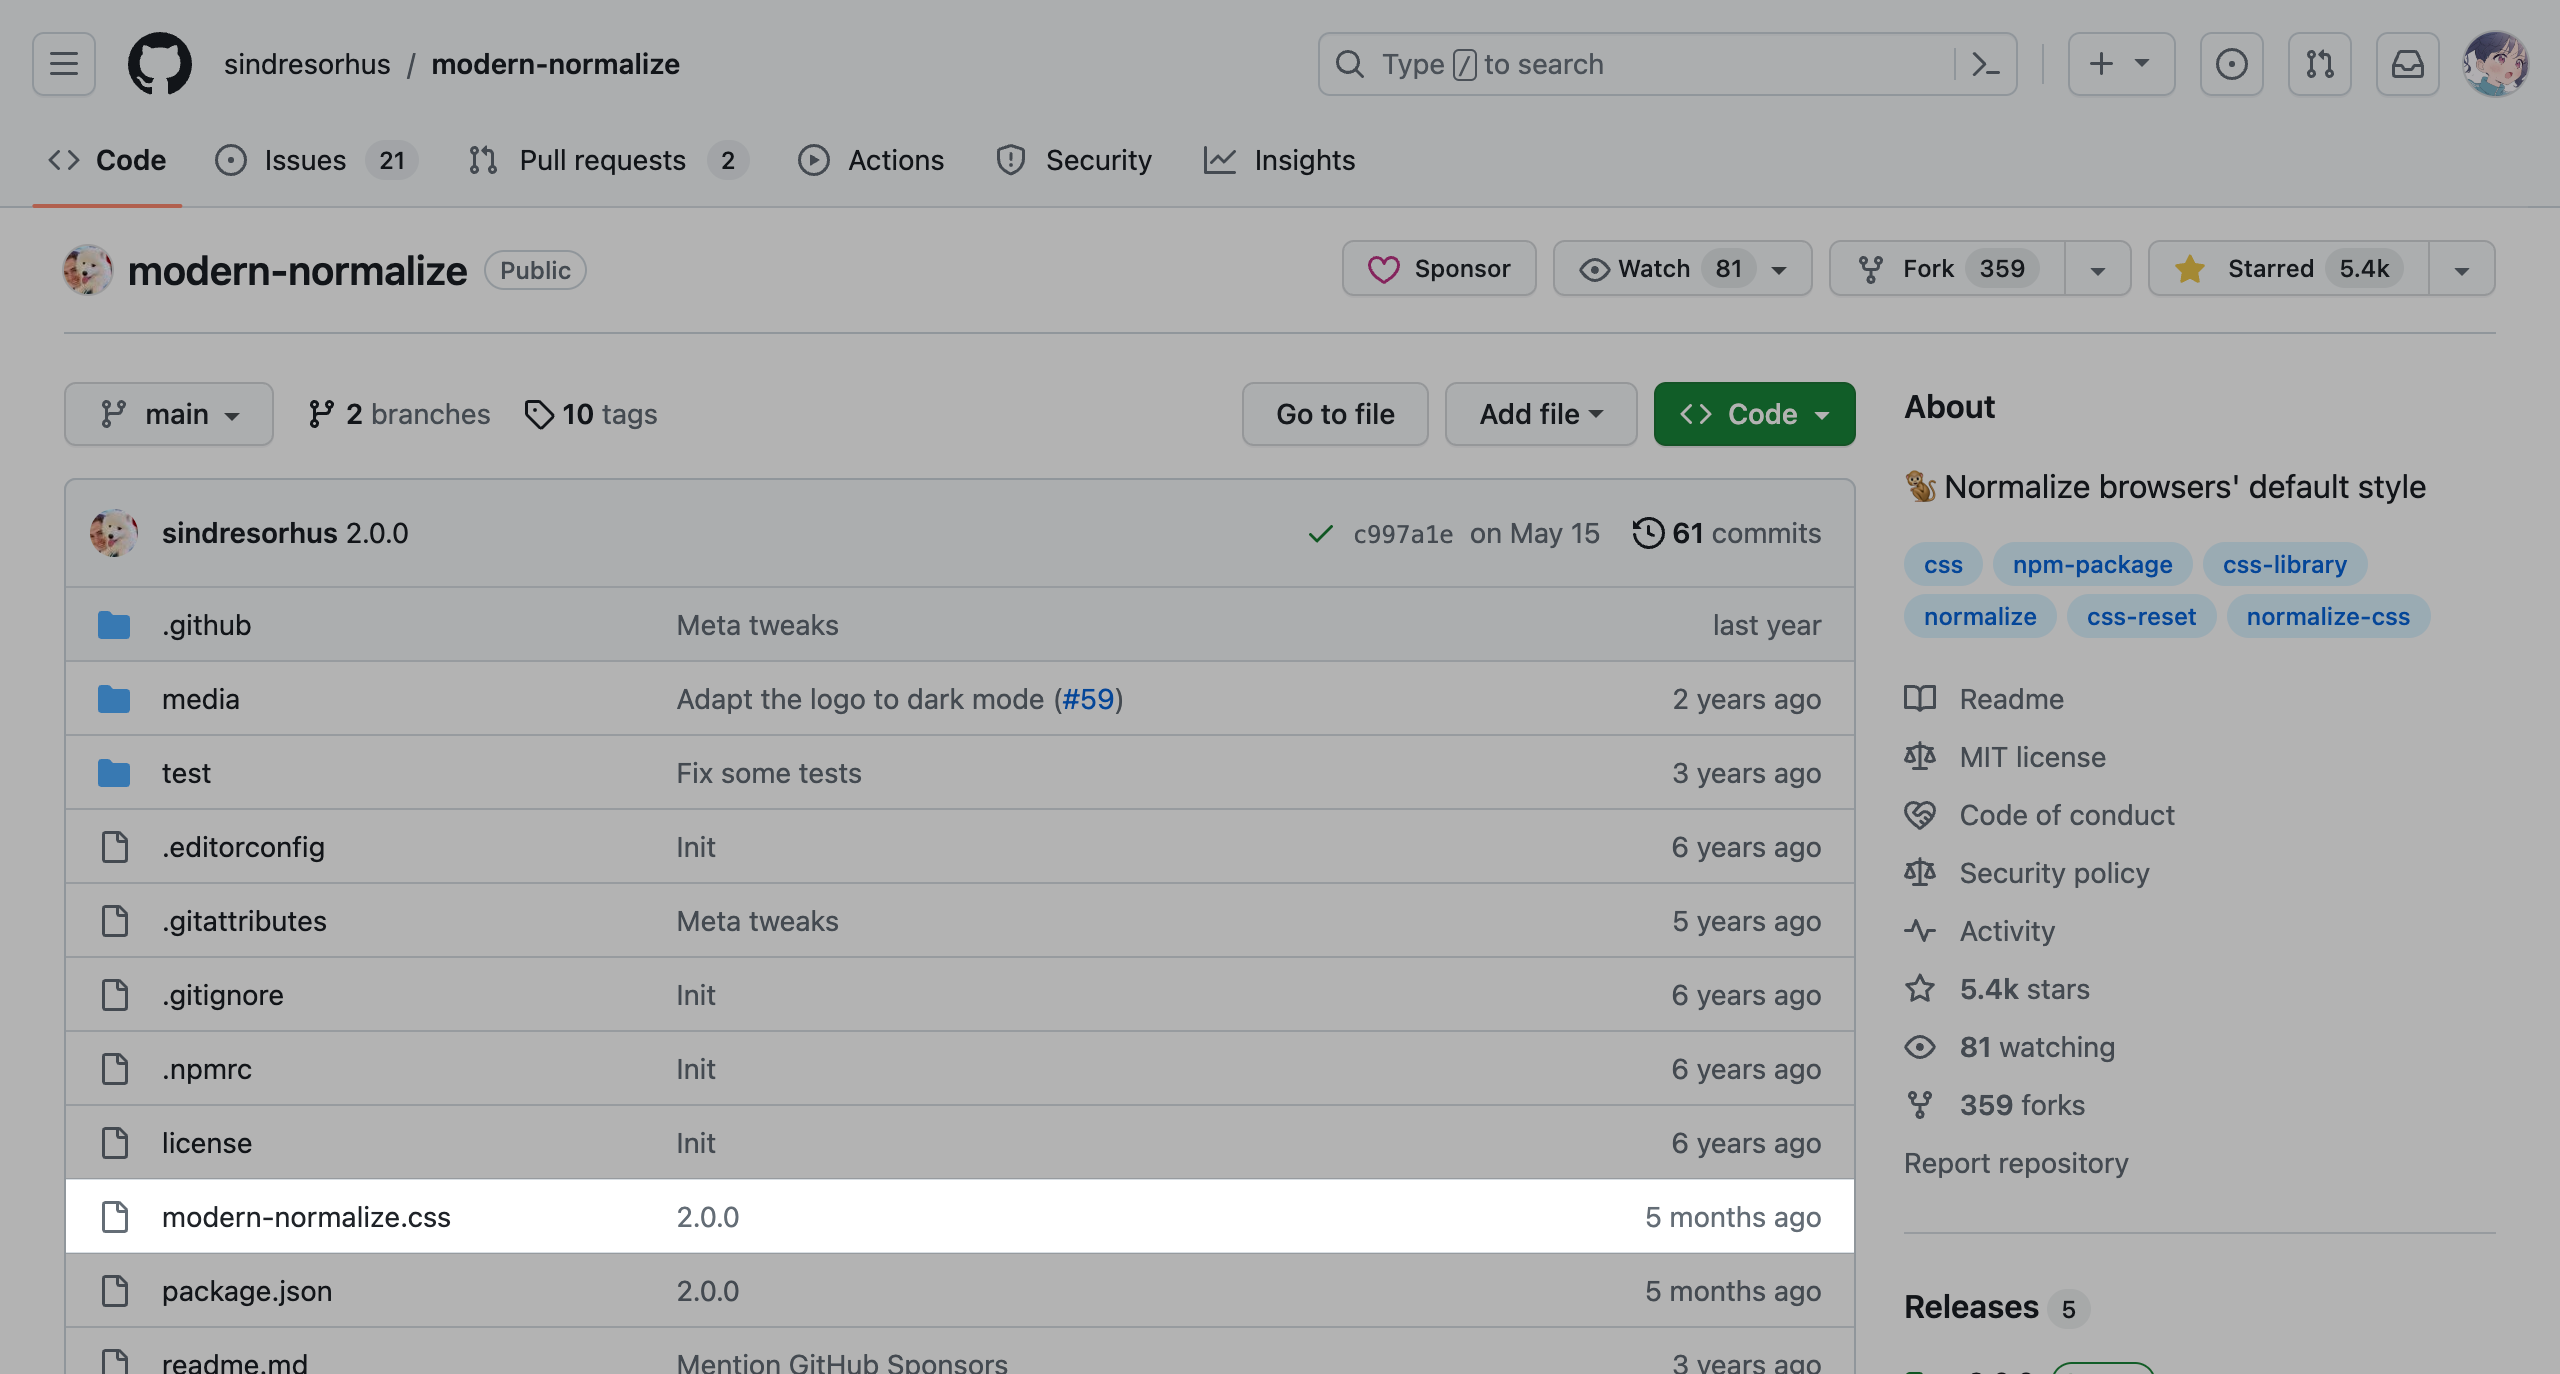 sindresorhus / modern-normalize
Type / to search
Code
Issues 21
Pull requests 2
Actions
Security
Insights
modern-normalize Public
Sponsor
Watch 81
Fork 359
Starred 5.4k
main
2 branches
10 tags
Go to file
Add file
Code
sindresorhus 2.0.0
c997a1e on May 15
61 commits
.github Meta tweaks last year
media Adapt the logo to dark mode (#59) 2 years ago
test Fix some tests 3 years ago
.editorconfig Init 6 years ago
.gitattributes Meta tweaks 5 years ago
.gitignore Init 6 years ago
.npmrc Init 6 years ago
license Init 6 years ago
modern-normalize.css 2.0.0 5 months ago
package.json 2.0.0 5 months ago
readme.md Mention GitHub Sponsors 3 years ago
About
Normalize browsers' default style
css npm-package css-library
normalize css-reset normalize-css
Readme
MIT license
Code of conduct
Security policy
Activity
5.4k stars
81 watching
359 forks
Report repository
Releases 5